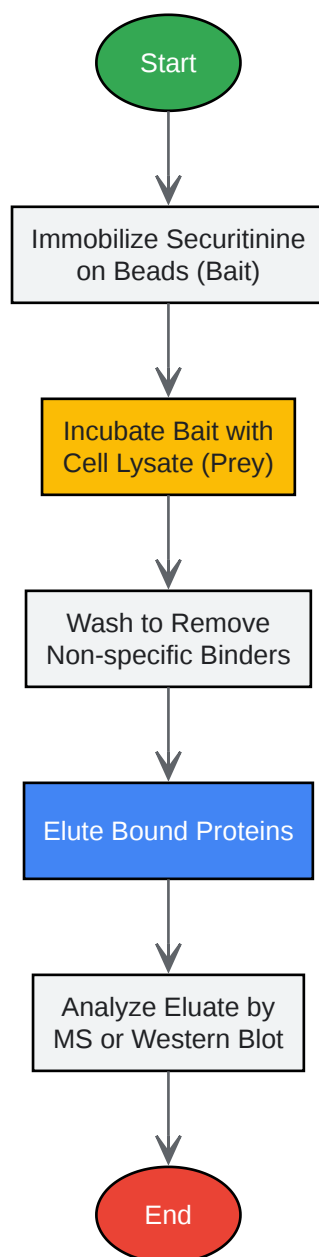 Start
Immobilize Securitinine
on Beads (Bait)
Incubate Bait with
Cell Lysate (Prey)
Wash to Remove
Non-specific Binders
Elute Bound Proteins
Analyze Eluate by
MS or Western Blot
End